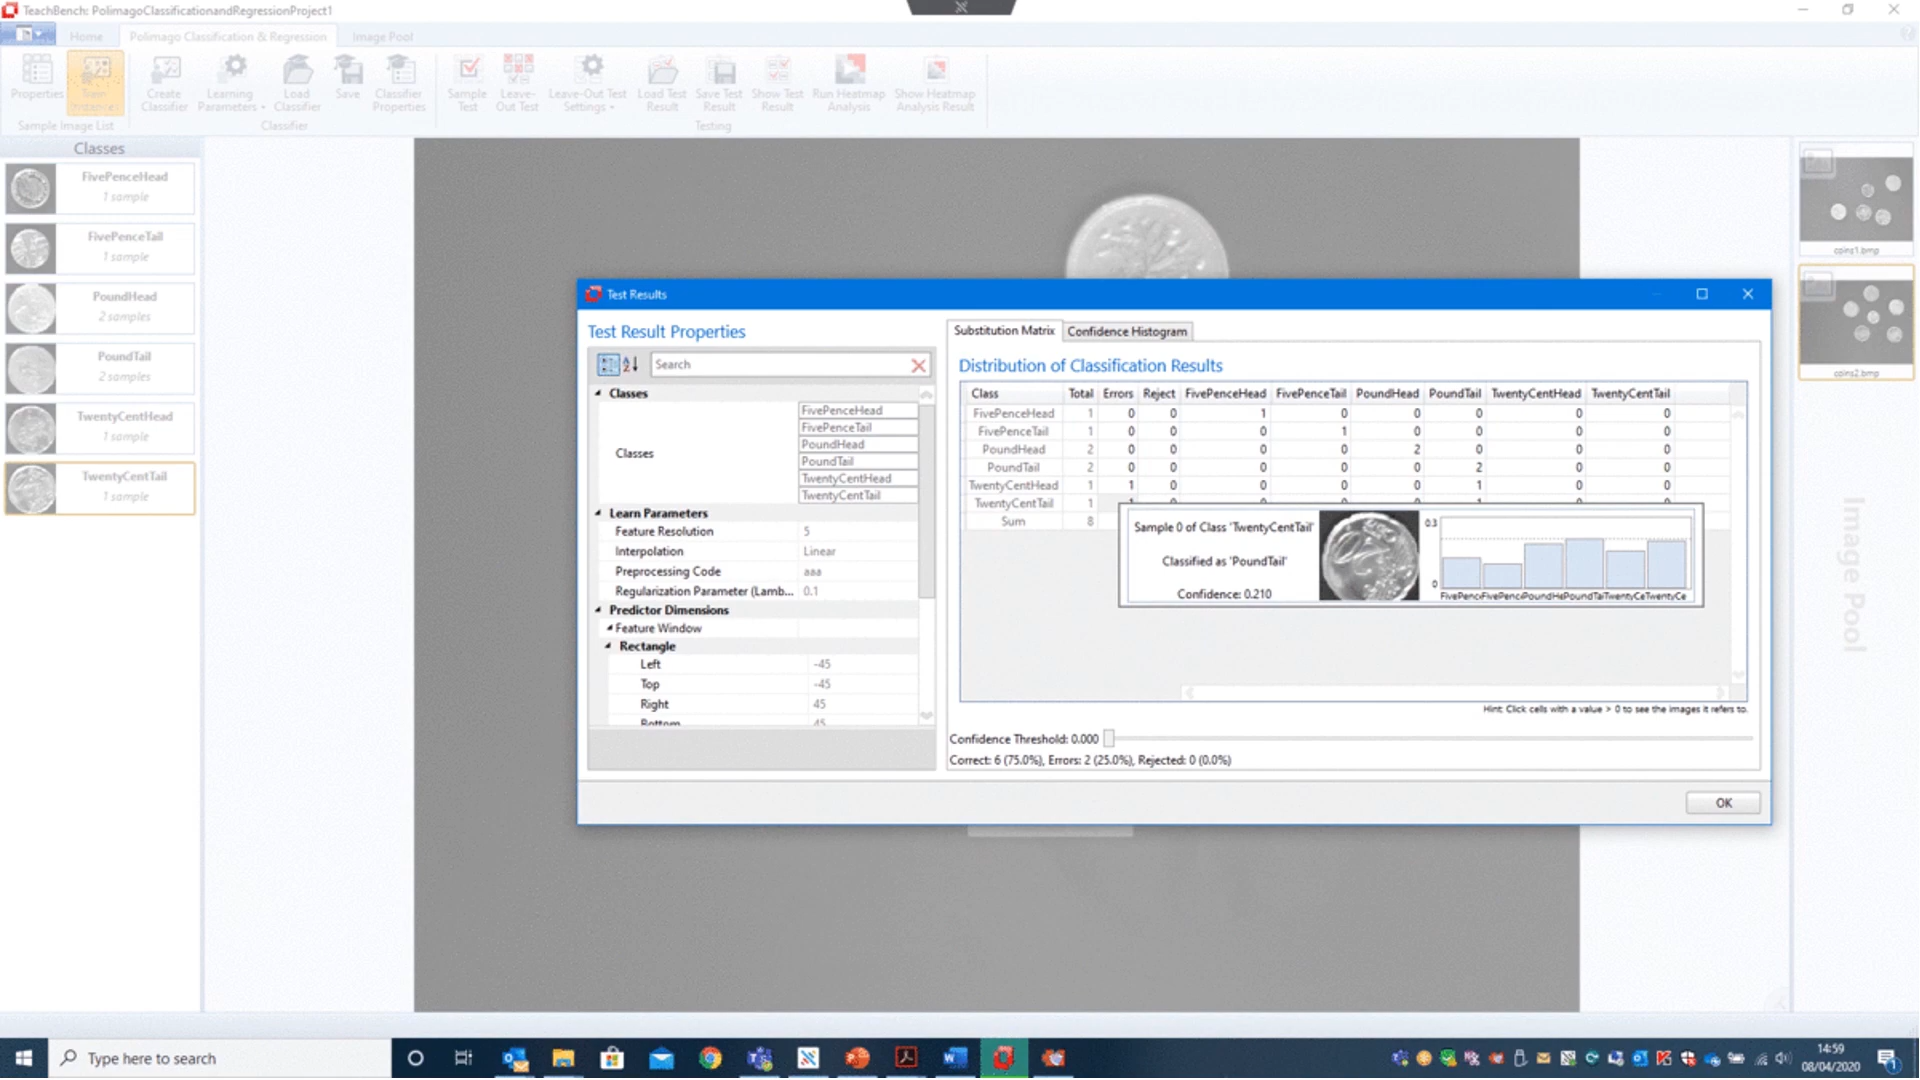 TeachBench: PolimagoClassificationandRegressionProject1
Home Polimago Classification & Regression Image Pool
Properties Create Classifier Learning Parameters Load Classifier Save Classifier Properties Sample Test Leave-Out Test Leave-Out Test Settings Load Test Result Save Test Result Show Test Result Run Heatmap Analysis Show Heatmap Analysis Result
Sample Image List Classifier Testing
Classes
FivePenceHead
1 sample
FivePenceTail
1 sample
PoundHead
2 samples
PoundTail
2 samples
TwentyCentHead
1 sample
TwentyCentTail
1 sample
Test Results
Test Result Properties
Search
Classes
Classes
FivePenceHead
FivePenceTail
PoundHead
PoundTail
TwentyCentHead
TwentyCentTail
Learn Parameters
Feature Resolution 5
Interpolation Linear
Preprocessing Code aaa
Regularization Parameter (Lamb... 0.1
Predictor Dimensions
Feature Window
Rectangle
Left -45
Top -45
Right 45
Bottom 45
Substitution Matrix Confidence Histogram
Distribution of Classification Results
Class Total Errors Reject FivePenceHead FivePenceTail PoundHead PoundTail TwentyCentHead TwentyCentTail
FivePenceHead 1 0 0 1 0 0 0 0 0
FivePenceTail 1 0 0 0 1 0 0 0 0
PoundHead 2 0 0 0 0 2 0 0 0
PoundTail 2 0 0 0 0 0 2 0 0
TwentyCentHead 1 1 0 0 0 0 1 0 0
TwentyCentTail 1
Sum 8
Sample 0 of Class 'TwentyCentTail'
Classified as 'PoundTail'
Confidence: 0.210
0.3
0
FivePenc FivePenc PoundHe PoundTai TwentyCe TwentyCe
Hint: Click cells with a value > 0 to see the images it refers to.
Confidence Threshold: 0.000
Correct: 6 (75.0%), Errors: 2 (25.0%), Rejected: 0 (0.0%)
OK
coins1.bmp
coins2.bmp
Image Pool
Type here to search
14:59
08/04/2020